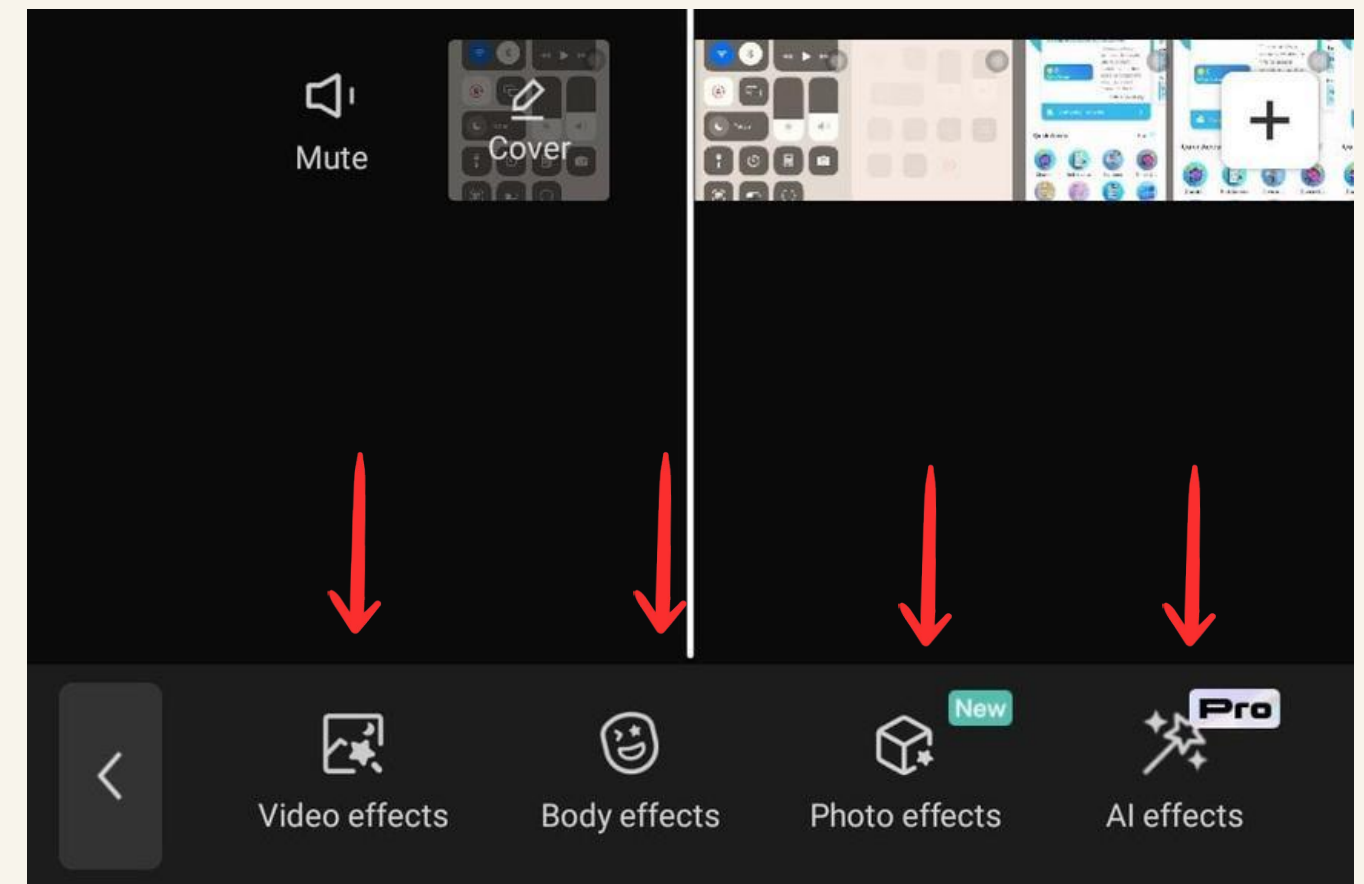 Mute
Cover
New
Pro
Video effects
Body effects
Photo effects
AI effects